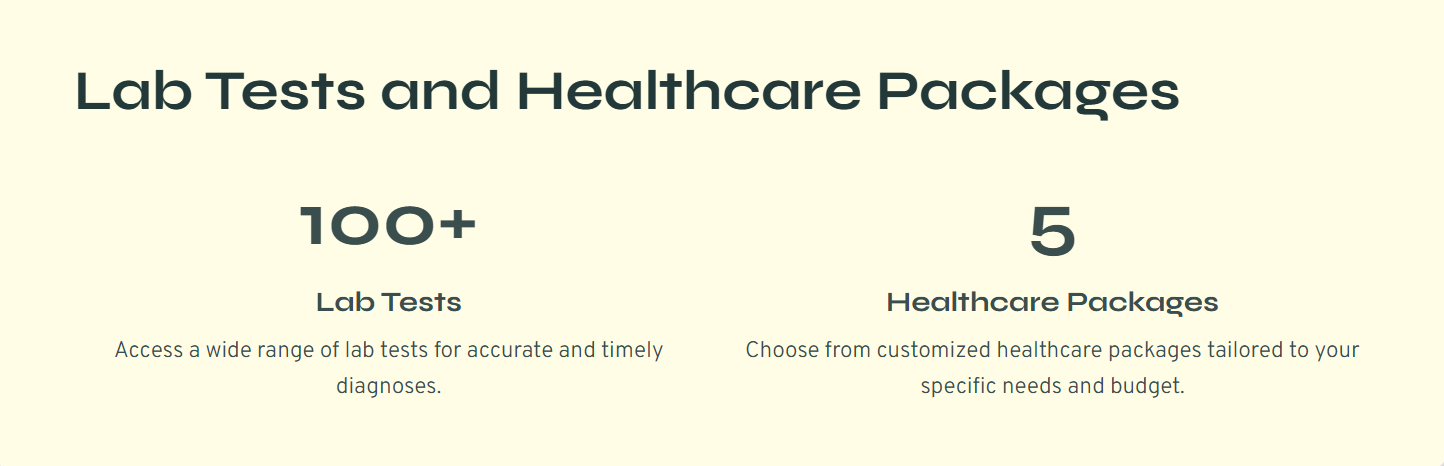 Lab Tests and Healthcare Packages
100+
Lab Tests
Access a wide range of lab tests for accurate and timely
diagnoses.
5
Healthcare Packages
Choose from customized healthcare packages tailored to your
specific needs and budget.